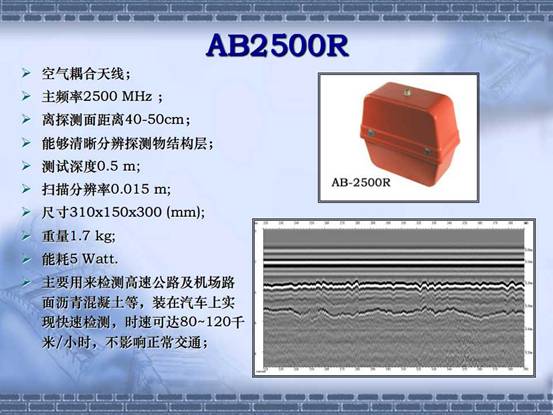 AB2500R
空气耦合天线；
主频率2500 MHz ；
离探测面距离40-50cm；
能够清晰分辨探测物结构层；
测试深度0.5 m;
扫描分辨率0.015 m;
尺寸310x150x300 (mm);
重量1.7 kg;
能耗5 Watt.
主要用来检测高速公路及机场路
面沥青混凝土等，装在汽车上实
现快速检测，时速可达80~120千
米/小时，不影响正常交通；
AB-2500R